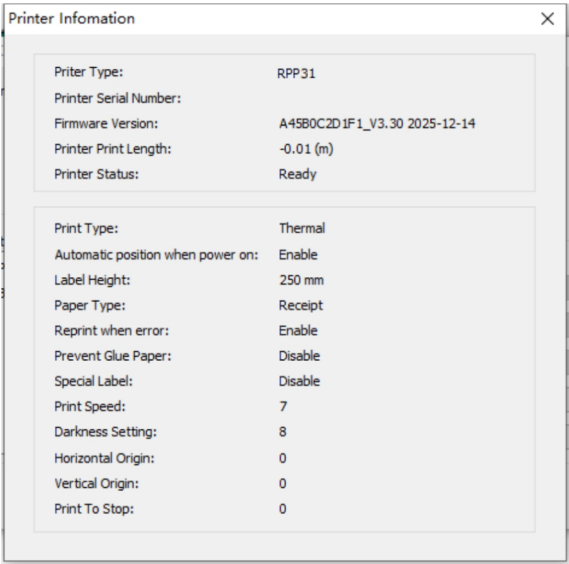 Printer Infomation
Priter Type: RPP31
Printer Serial Number:
Firmware Version: A45B0C2D1F1_V3.30 2025-12-14
Printer Print Length: -0.01 (m)
Printer Status: Ready
Print Type: Thermal
Automatic position when power on: Enable
Label Height: 250 mm
Paper Type: Receipt
Reprint when error: Enable
Prevent Glue Paper: Disable
Special Label: Disable
Print Speed: 7
Darkness Setting: 8
Horizontal Origin: 0
Vertical Origin: 0
Print To Stop: 0